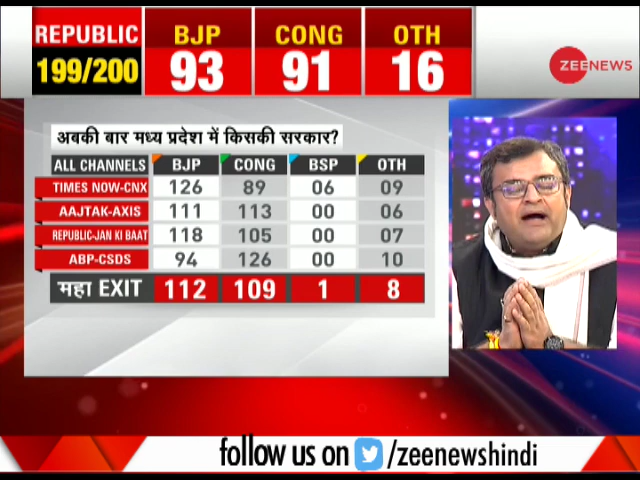 REPUBLIC BJP CONG OTH
199/200 93 91 16
ZEENEWS
अबकी बार मध्य प्रदेश में किसकी सरकार?
ALL CHANNELS BJP CONG BSP OTH
TIMES NOW-CNX 126 89 06 09
AAJTAK-AXIS 111 113 00 06
REPUBLIC-JAN KI BAAT 118 105 00 07
ABP-CSDS 94 126 00 10
महा EXIT 112 109 1 8
follow us on /zeenewshindi